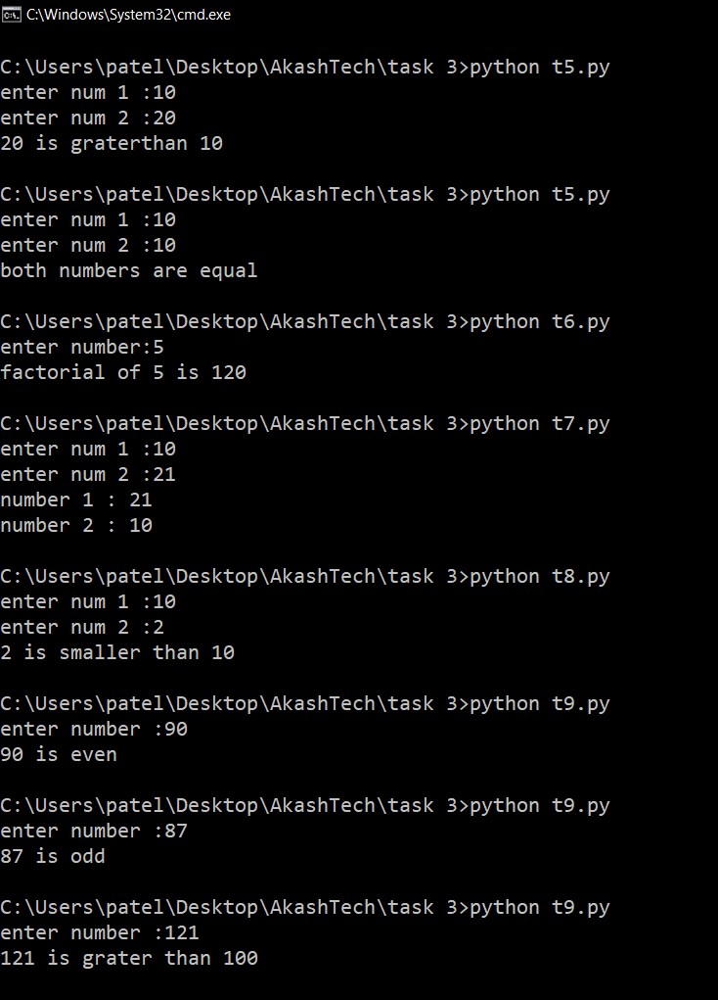 C:\Windows\System32\cmd.exe
C:\Users\patel\Desktop\AkashTech\task 3>python t5.py
enter num 1 :10
enter num 2 :20
20 is graterthan 10
C:\Users\patel\Desktop\AkashTech\task 3>python t5.py
enter num 1 :10
enter num 2 :10
both numbers are equal
C:\Users\patel\Desktop\AkashTech\task 3>python t6.py
enter number:5
factorial of 5 is 120
C:\Users\patel\Desktop\AkashTech\task 3>python t7.py
enter num 1 :10
enter num 2 :21
number 1 : 21
number 2 : 10
C:\Users\patel\Desktop\AkashTech\task 3>python t8.py
enter num 1 :10
enter num 2 :2
2 is smaller than 10
C:\Users\patel\Desktop\AkashTech\task 3>python t9.py
enter number :90
90 is even
C:\Users\patel\Desktop\AkashTech\task 3>python t9.py
enter number :87
87 is odd
C:\Users\patel\Desktop\AkashTech\task 3>python t9.py
enter number :121
121 is grater than 100